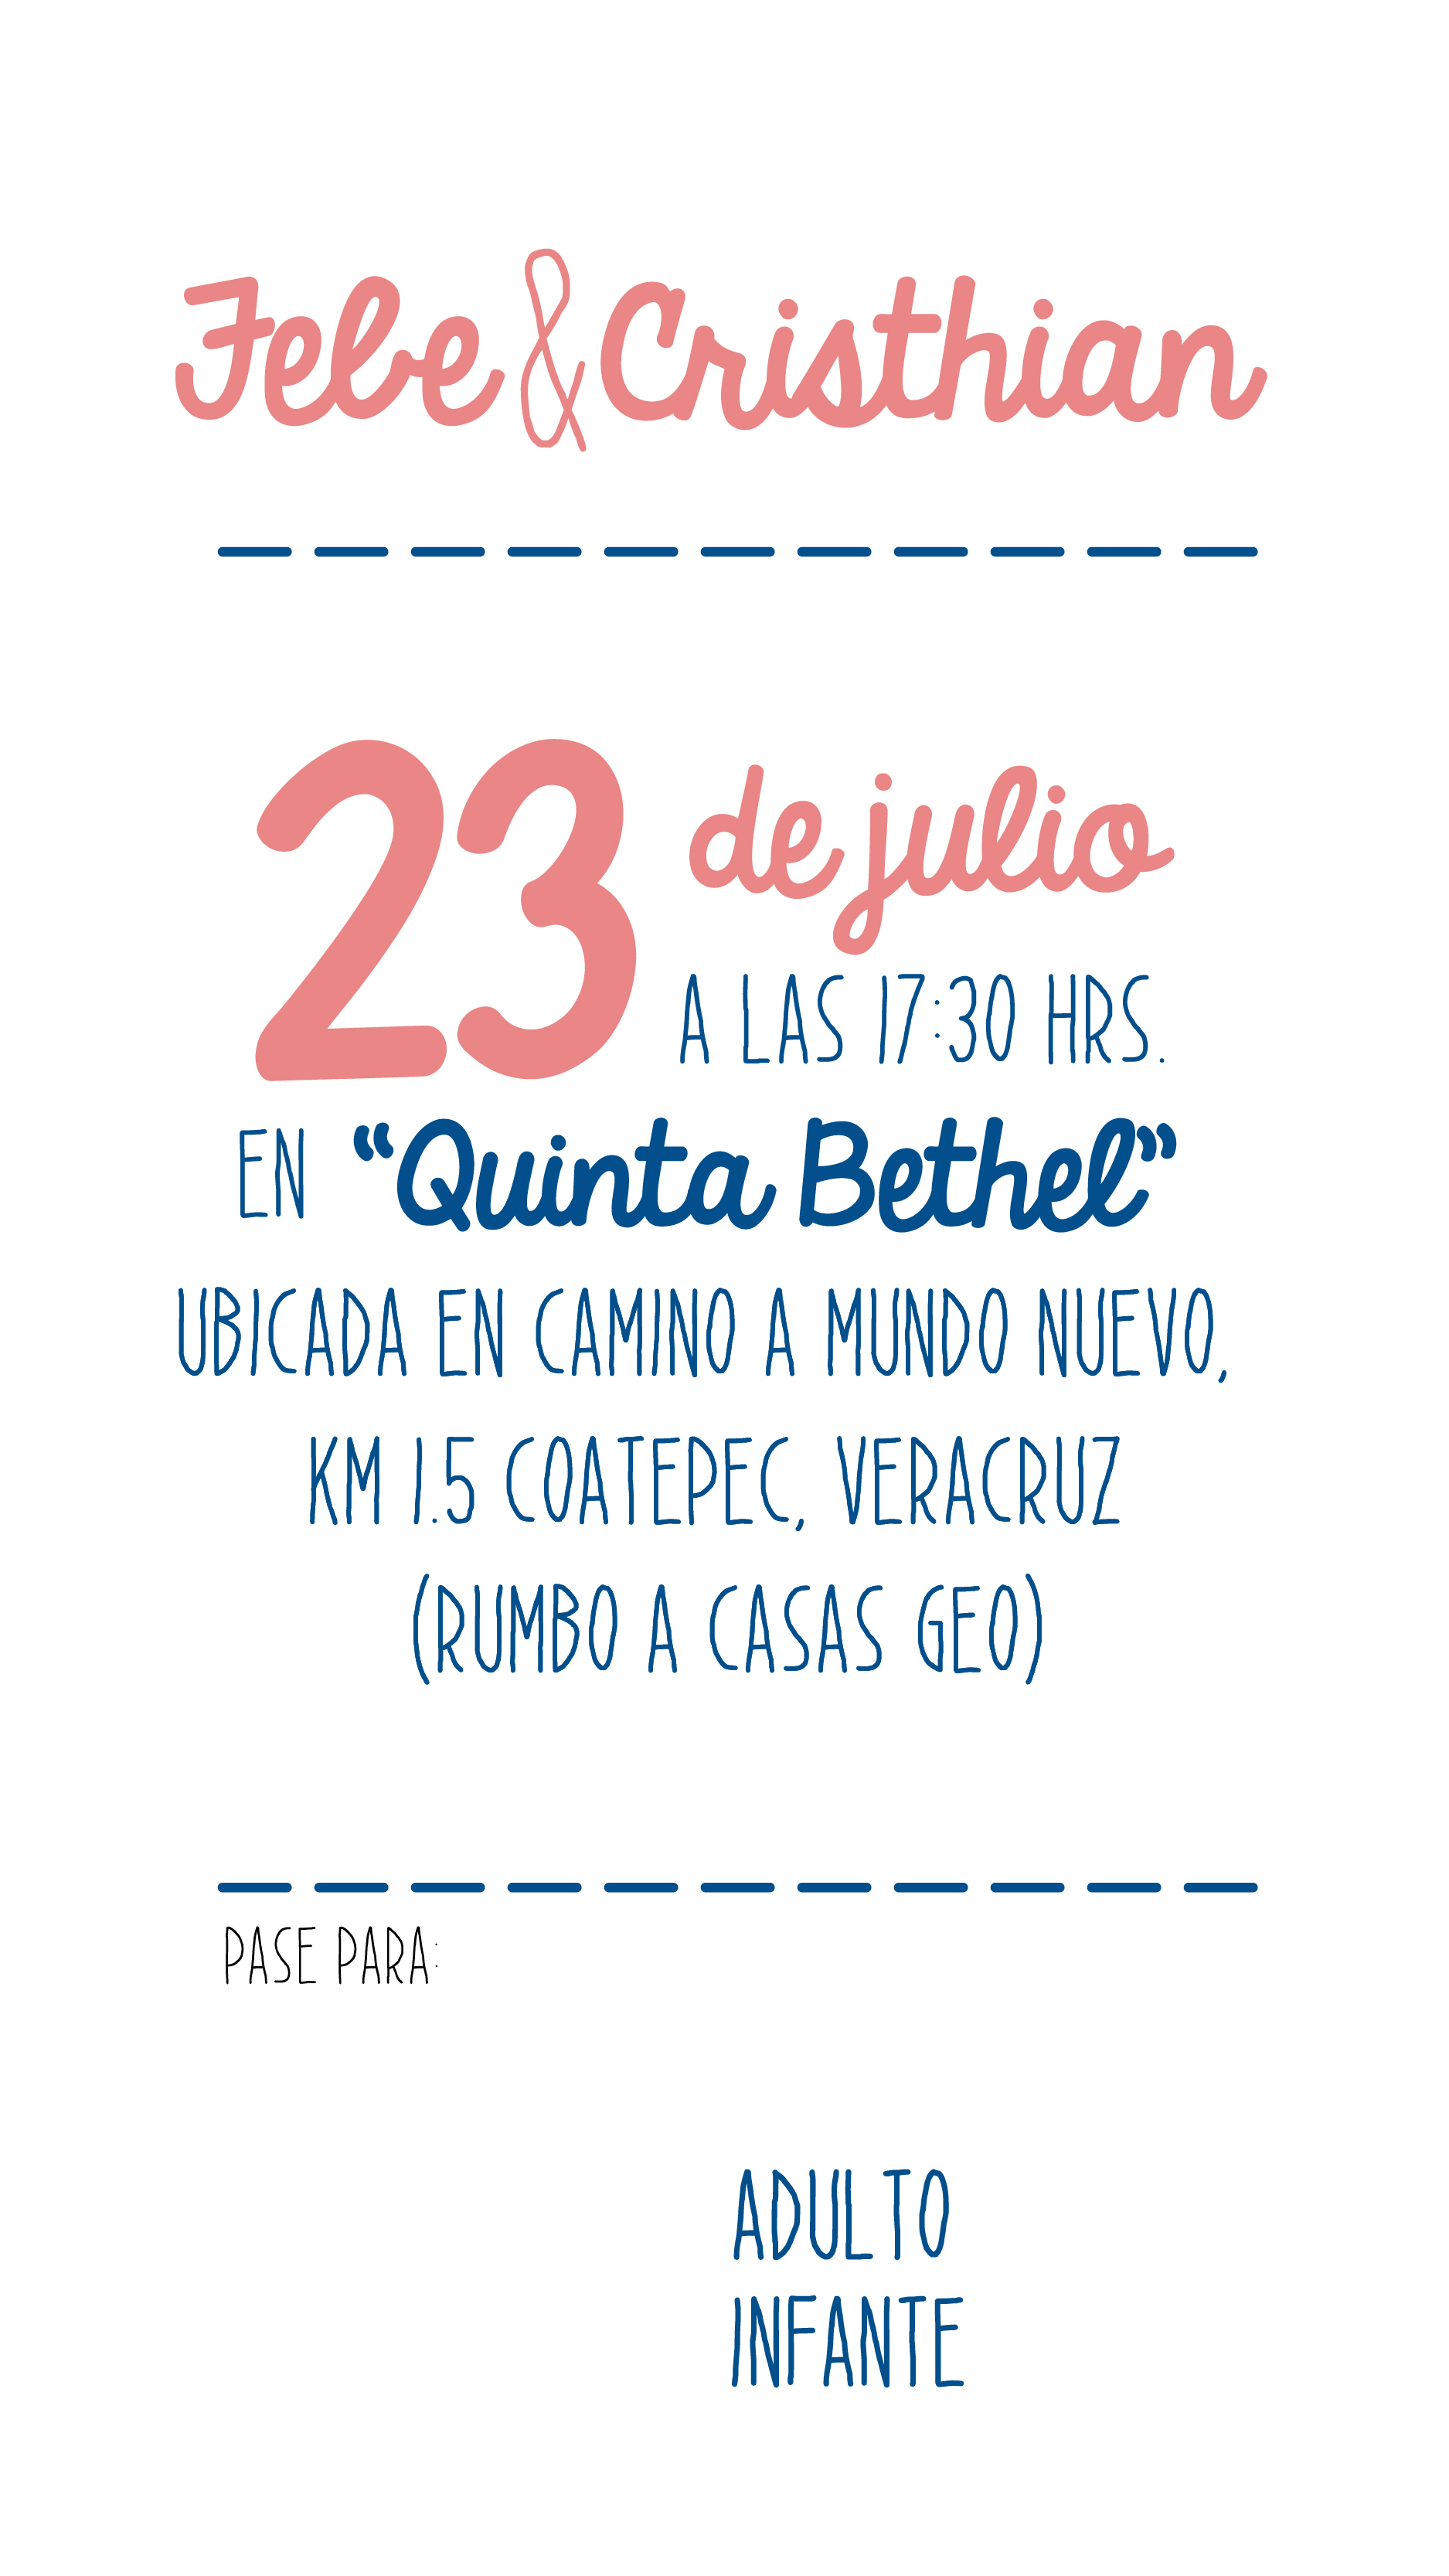 Febe & Cristhian
23 de julio
A LAS 17:30 HRS.
EN “Quinta Bethel”
UBICADA EN CAMINO A MUNDO NUEVO,
KM 1.5 COATEPEC, VERACRUZ
(RUMBO A CASAS GEO)
PASE PARA:
ADULTO
INFANTE